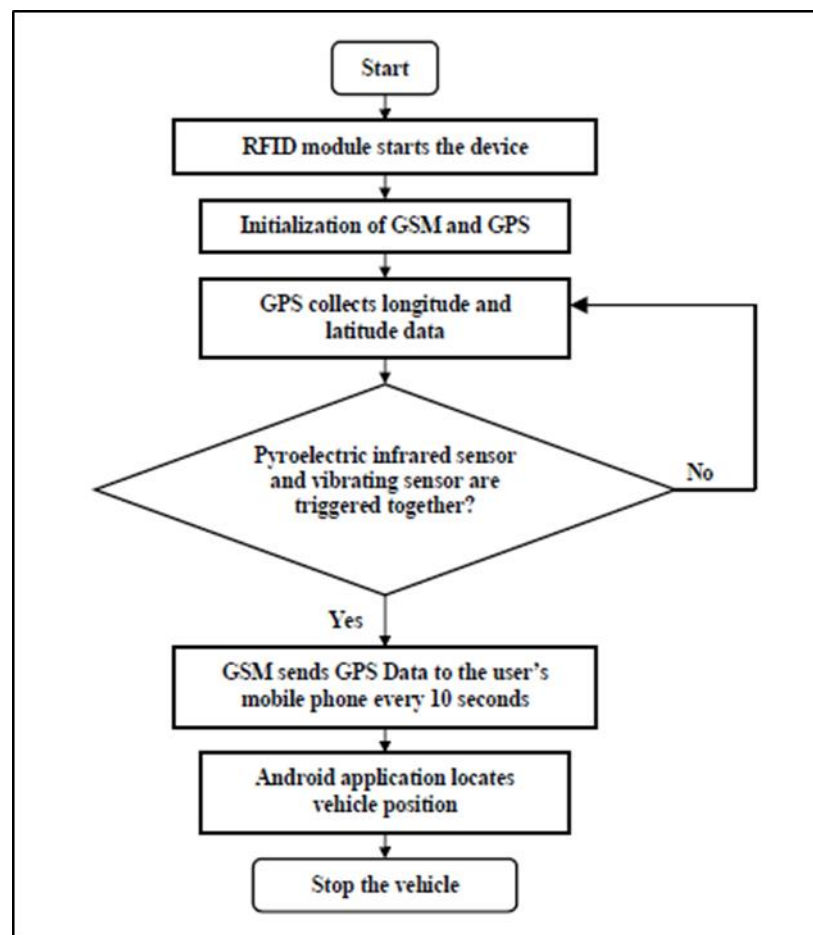 Start
RFID module starts the device
Initialization of GSM and GPS
GPS collects longitude and
latitude data
Pyroelectric infrared sensor
and vibrating sensor are
triggered together?
No
Yes
GSM sends GPS Data to the user's
mobile phone every 10 seconds
Android application locates
vehicle position
Stop the vehicle